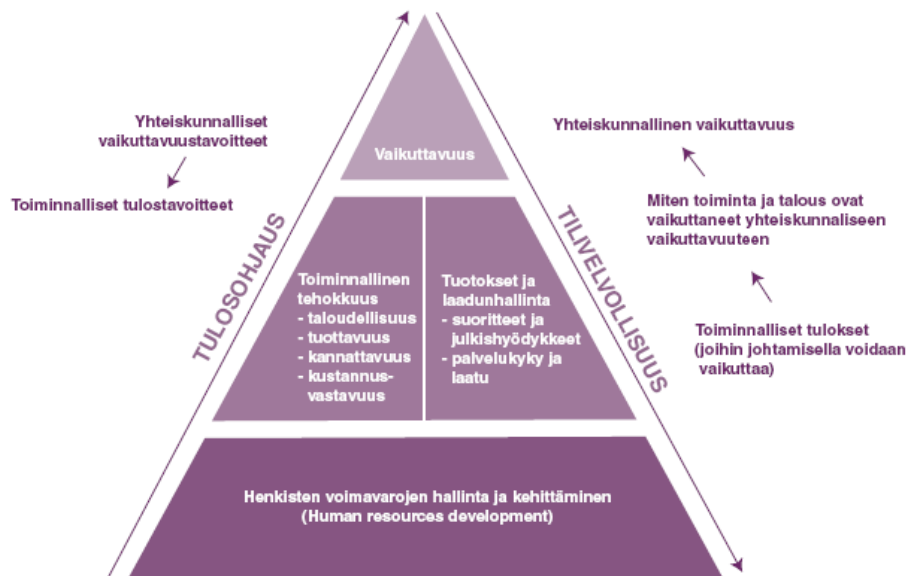 Yhteiskunnalliset
vaikuttavuustavoitteet
Toiminnalliset tulostavoitteet
TULOSOHJAUS
Vaikuttavuus
Toiminnallinen
tehokkuus
- taloudellisuus
- tuottavuus
- kannattavuus
- kustannus-
vastavuus
Tuotokset ja
laadunhallinta
- suoritteet ja
julkishyödykkeet
- palvelukyky ja
laatu
Henkisten voimavarojen hallinta ja kehittäminen
(Human resources development)
TILIVELVOLLISUUS
Yhteiskunnallinen vaikuttavuus
Miten toiminta ja talous ovat
vaikuttaneet yhteiskunnaliseen
vaikuttavuuteen
Toiminnalliset tulokset
(joihin johtamisella voidaan
vaikuttaa)